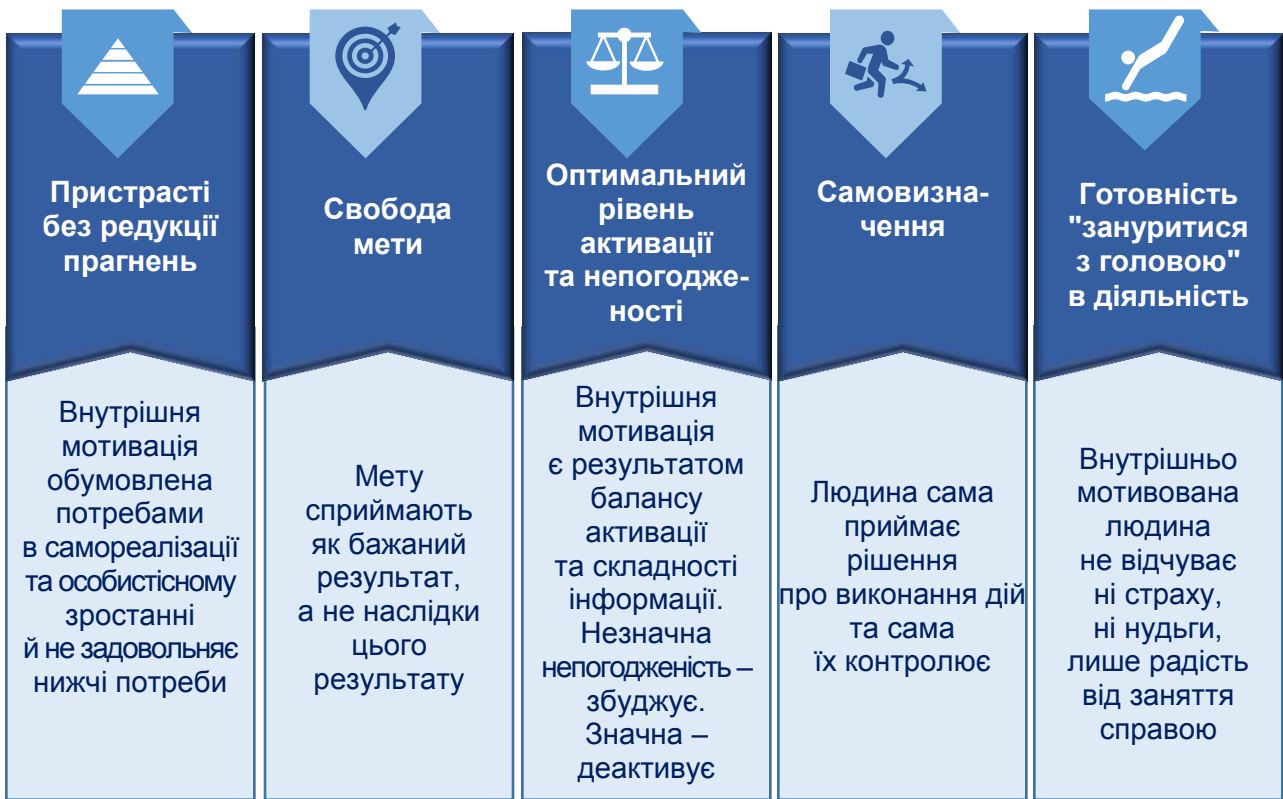 Пристрасті
без редукції
прагнень
Внутрішня
мотивація
обумовлена
потребами
в самореалізації
та особистісному
зростанні
й не задовольняє
нижчі потреби
Свобода
мети
Мету
сприймають
як бажаний
результат,
а не наслідки
цього
результату
Оптимальний
рівень
активації
та непогодже-
ності
Внутрішня
мотивація
є результатом
балансу
активації
та складності
інформації.
Незначна
непогодженість –
збуджує.
Значна –
деактивує
Самовизна-
чення
Людина сама
приймає
рішення
про виконання дій
та сама
їх контролює
Готовність
"зануритися
з головою"
в діяльність
Внутрішньо
мотивована
людина
не відчуває
ні страху,
ні нудьги,
лише радість
від заняття
справою